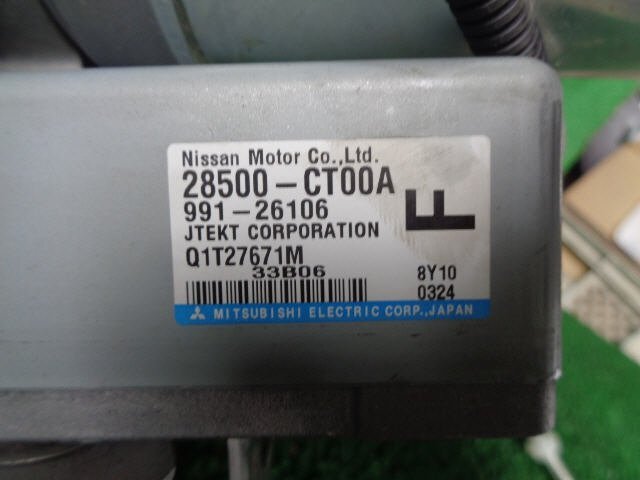 Nissan Motor Co.,Ltd.
28500-CT00A
991-26106
F
JTEKT CORPORATION
Q1T27671M
33B06
8Y10
0324
MITSUBISHI ELECTRIC CORP.,JAPAN